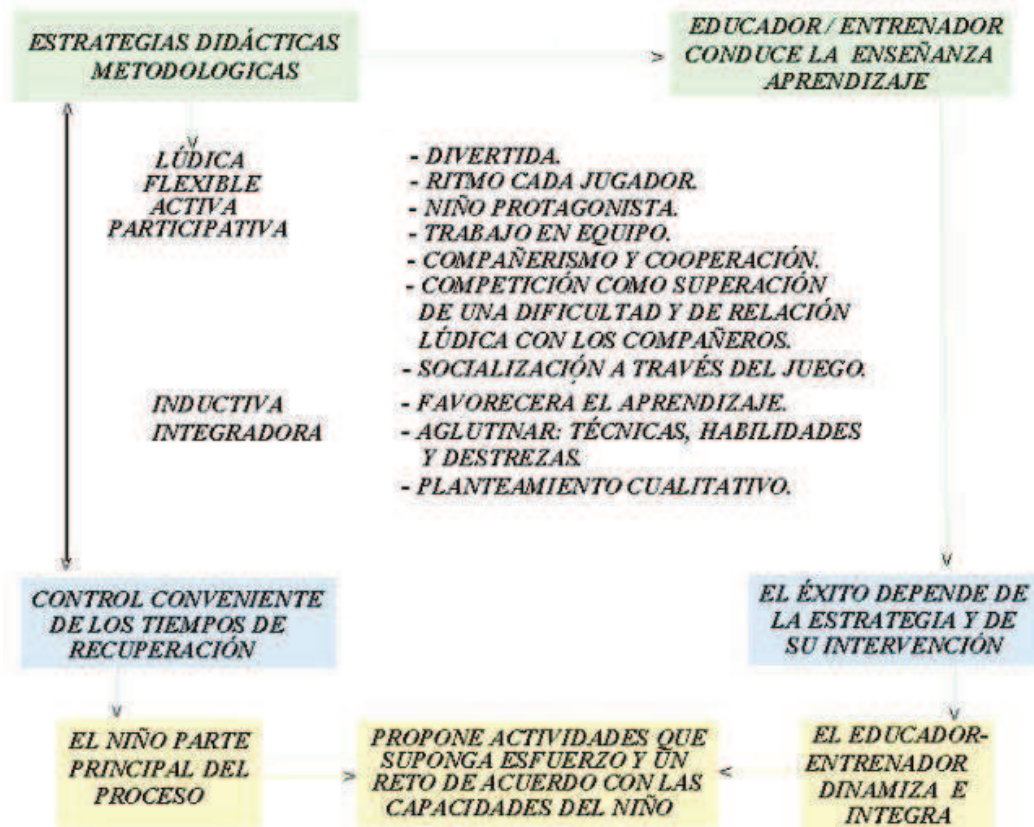 ESTRATEGIAS DIDÁCTICAS
METODOLOGICAS
EDUCADOR / ENTRENADOR
CONDUCE LA ENSEÑANZA
APRENDIZAJE
LÚDICA
FLEXIBLE
ACTIVA
PARTICIPATIVA
- DIVERTIDA.
- RITMO CADA JUGADOR.
- NIÑO PROTAGONISTA.
- TRABAJO EN EQUIPO.
- COMPAÑERISMO Y COOPERACIÓN.
- COMPETICIÓN COMO SUPERACIÓN
DE UNA DIFICULTAD Y DE RELACIÓN
LÚDICA CON LOS COMPAÑEROS.
- SOCIALIZACIÓN A TRAVÉS DEL JUEGO.
INDUCTIVA
INTEGRADORA
- FAVORECERA EL APRENDIZAJE.
- AGLUTINAR: TÉCNICAS, HABILIDADES
Y DESTREZAS.
- PLANTEAMIENTO CUALITATIVO.
CONTROL CONVENIENTE
DE LOS TIEMPOS DE
RECUPERACIÓN
EL ÉXITO DEPENDE DE
LA ESTRATEGIA Y DE
SU INTERVENCIÓN
EL NIÑO PARTE
PRINCIPAL DEL
PROCESO
PROPONE ACTIVIDADES QUE
SUPONGA ESFUERZO Y UN
RETO DE ACUERDO CON LAS
CAPACIDADES DEL NIÑO
EL EDUCADOR-
ENTRENADOR
DINAMIZA E
INTEGRA